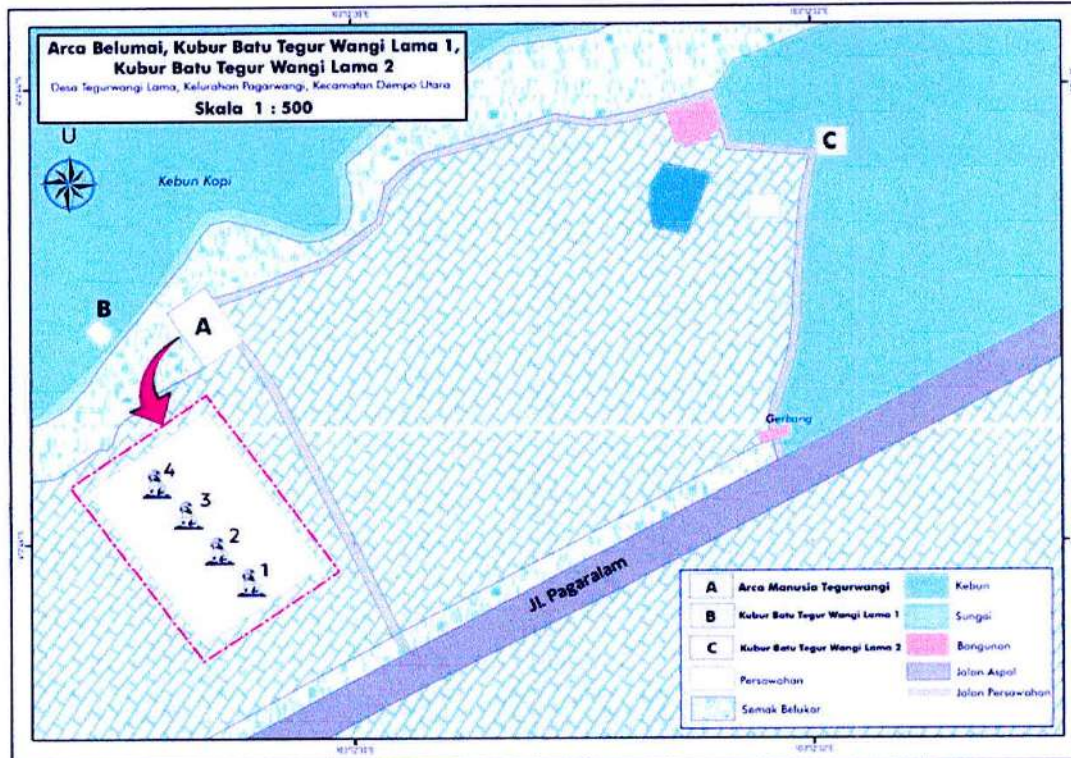 Arca Belumai, Kubur Batu Tegur Wangi Lama 1,
Kubur Batu Tegur Wangi Lama 2
Desa Tegurwangi Lama, Kelurahan Pagarwangi, Kecamatan Dempo Utara
Skala 1 : 500
U
Kebun Kopi
C
B
A
Gerbang
4
3
2
1
JL Pagaralam
A Arca Manusia Tegurwangi
B Kubur Batu Tegur Wangi Lama 1
C Kubur Batu Tegur Wangi Lama 2
Persawahan
Semak Belukar
Kebun
Sungai
Bangunan
Jalan Aspal
Jalan Persawahan